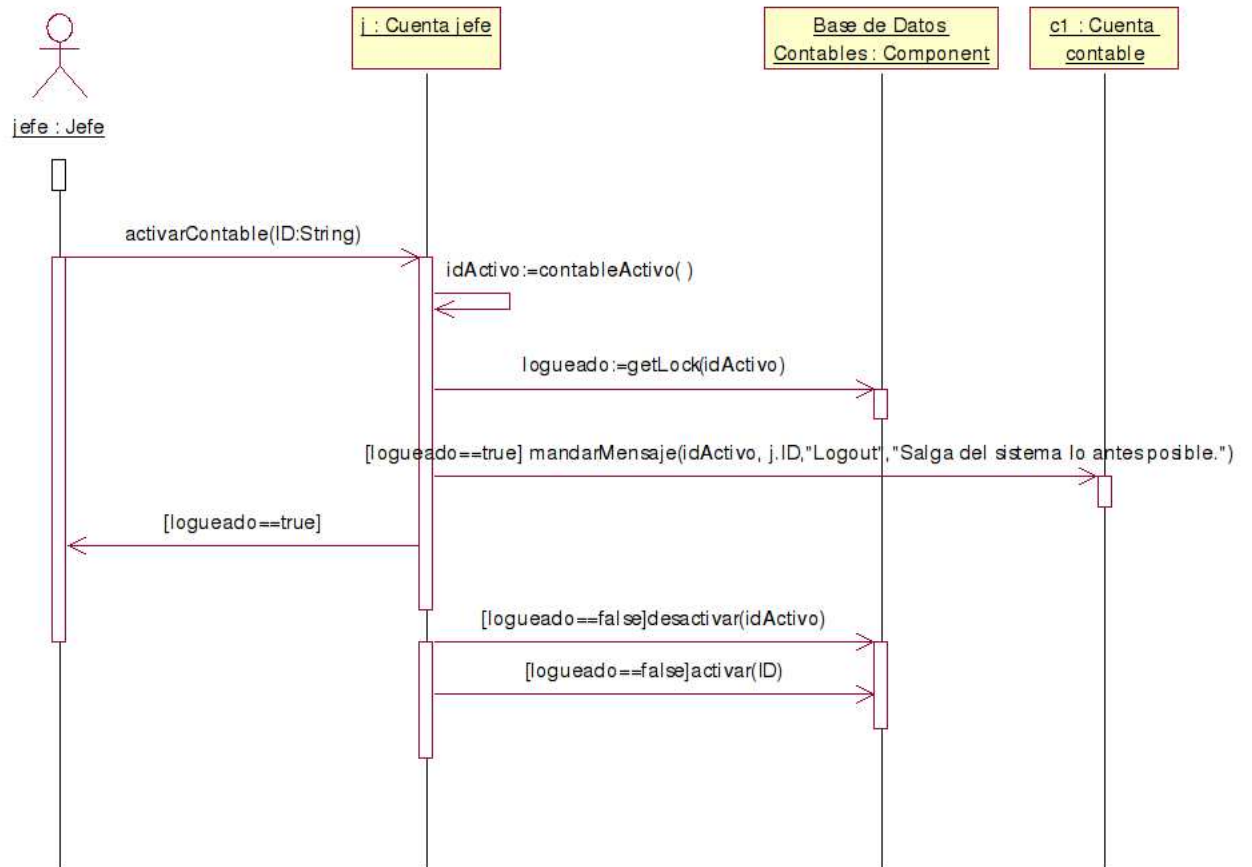 j : Cuenta jefe
Base de Datos
Contables : Component
c1 : Cuenta
contable
jefe : Jefe
activarContable(ID:String)
idActivo:=contableActivo( )
logueado:=getLock(idActivo)
[logueado==true] mandarMensaje(idActivo, j.ID,"Logout","Salga del sistema lo antes posible.")
[logueado==true]
[logueado==false]desactivar(idActivo)
[logueado==false]activar(ID)